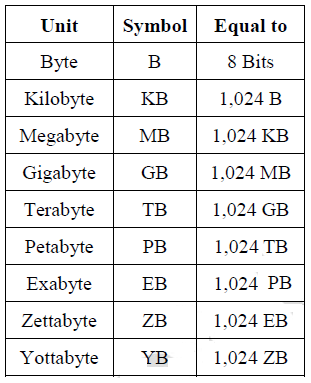 Unit Symbol Equal to
Byte B 8 Bits
Kilobyte KB 1,024 B
Megabyte MB 1,024 KB
Gigabyte GB 1,024 MB
Terabyte TB 1,024 GB
Petabyte PB 1,024 TB
Exabyte EB 1,024 PB
Zettabyte ZB 1,024 EB
Yottabyte YB 1,024 ZB